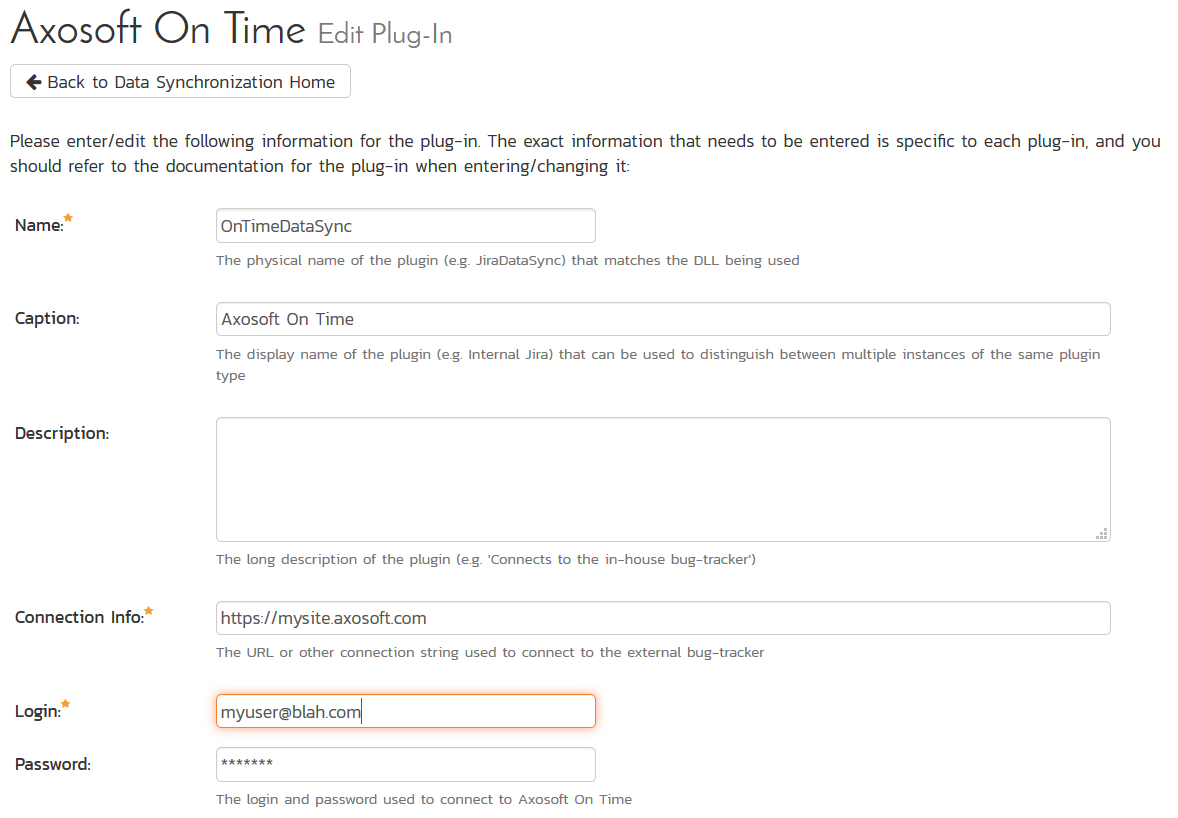 Axosoft On Time Edit Plug-In
Back to Data Synchronization Home
Please enter/edit the following information for the plug-in. The exact information that needs to be entered is specific to each plug-in, and you
should refer to the documentation for the plug-in when entering/changing it:
Name:
OnTimeDataSync
The physical name of the plugin (e.g. JiraDataSync) that matches the DLL being used
Caption:
Axosoft On Time
The display name of the plugin (e.g. Internal Jira) that can be used to distinguish between multiple instances of the same plugin
type
Description:
The long description of the plugin (e.g. 'Connects to the in-house bug-tracker')
Connection Info:
https://mysite.axosoft.com
The URL or other connection string used to connect to the external bug-tracker
Login:
myuser@blah.com
Password:
*******
The login and password used to connect to Axosoft On Time